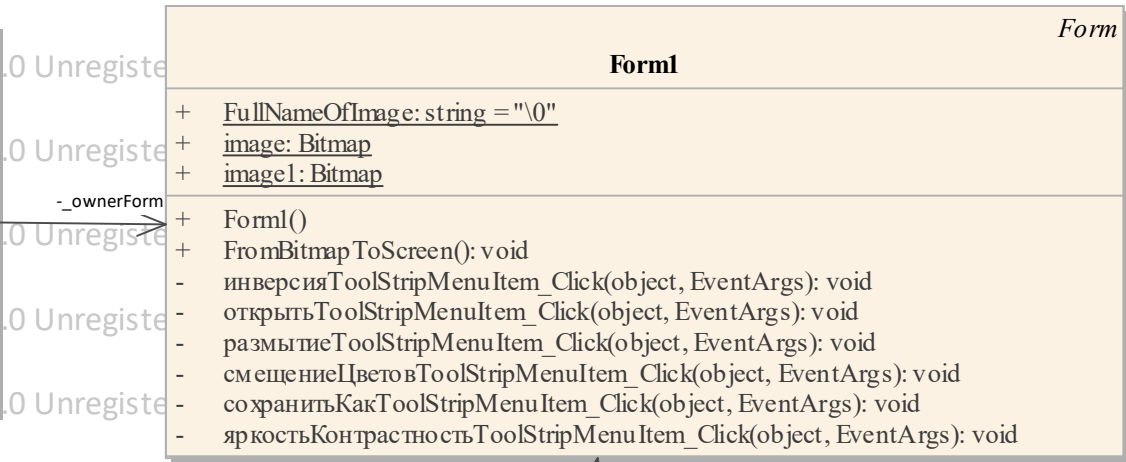 Form
Form1
+ FullNameOfImage: string = "\0"
+ image: Bitmap
+ image1: Bitmap
-_ownerForm
+ Form1()
+ FromBitmapToScreen(): void
- инверсияToolStripMenuItem_Click(object, EventArgs): void
- открытьToolStripMenuItem_Click(object, EventArgs): void
- размытиеToolStripMenuItem_Click(object, EventArgs): void
- смещениеЦветовToolStripMenuItem_Click(object, EventArgs): void
- сохранитьКакToolStripMenuItem_Click(object, EventArgs): void
- яркостьКонтрастностьToolStripMenuItem_Click(object, EventArgs): void
.0 Unregiste
.0 Unregiste
.0 Unregiste
.0 Unregiste
.0 Unregiste